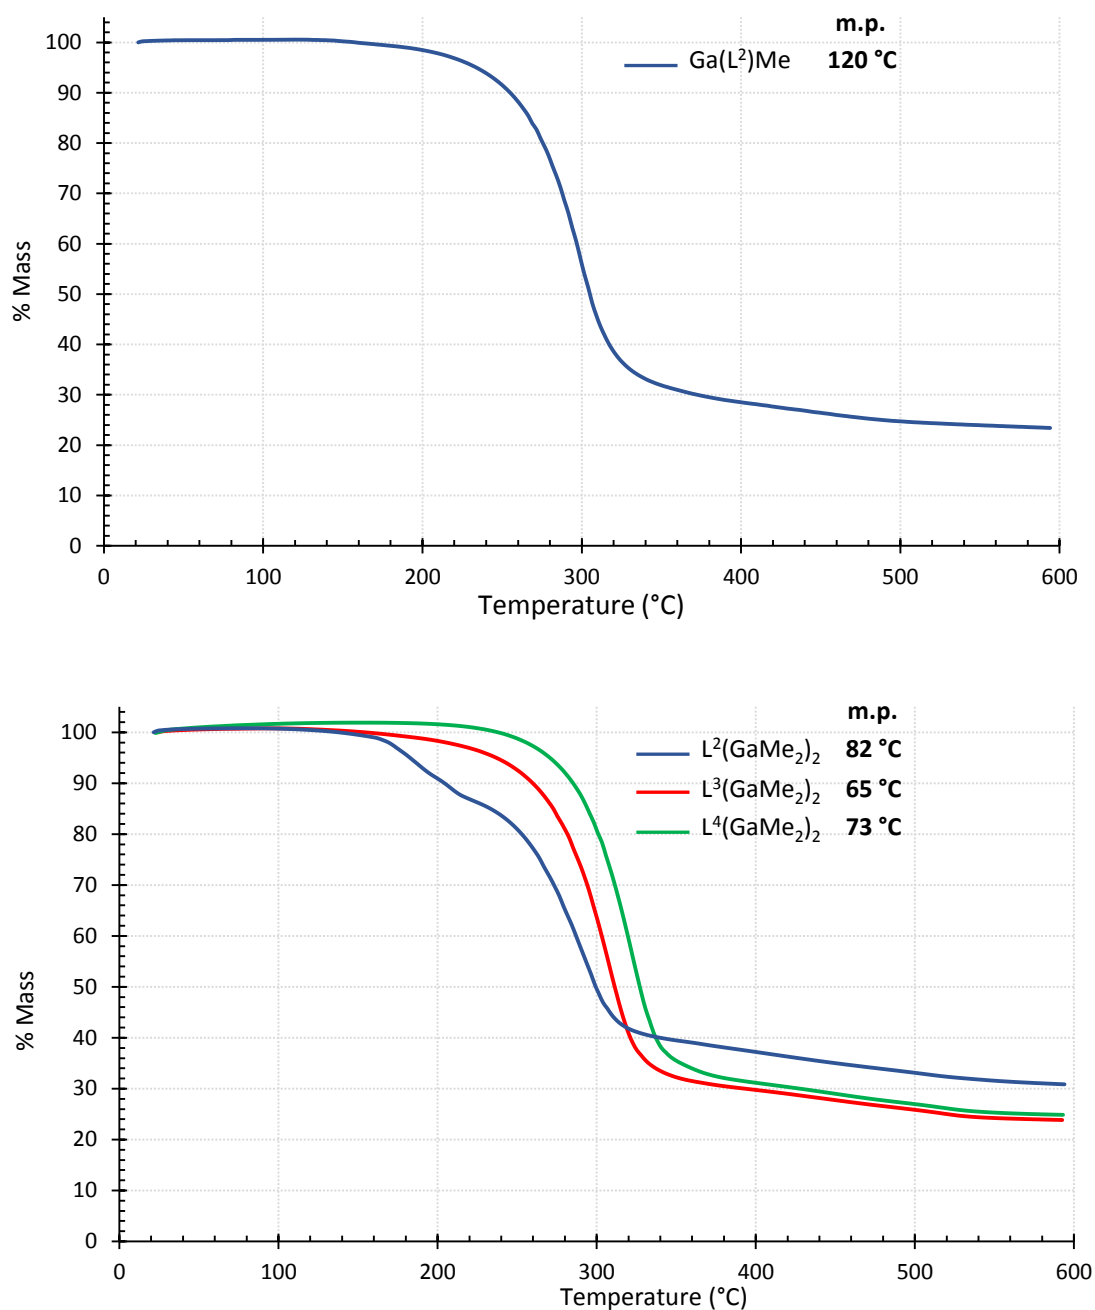 m.p.
Ga(L²)Me 120 °C
100
90
80
70
60
50
40
30
20
10
0
% Mass
0 100 200 300 400 500 600
Temperature (°C)
m.p.
L²(GaMe₂)₂ 82 °C
L³(GaMe₂)₂ 65 °C
L⁴(GaMe₂)₂ 73 °C
100
90
80
70
60
50
40
30
20
10
0
% Mass
0 100 200 300 400 500 600
Temperature (°C)